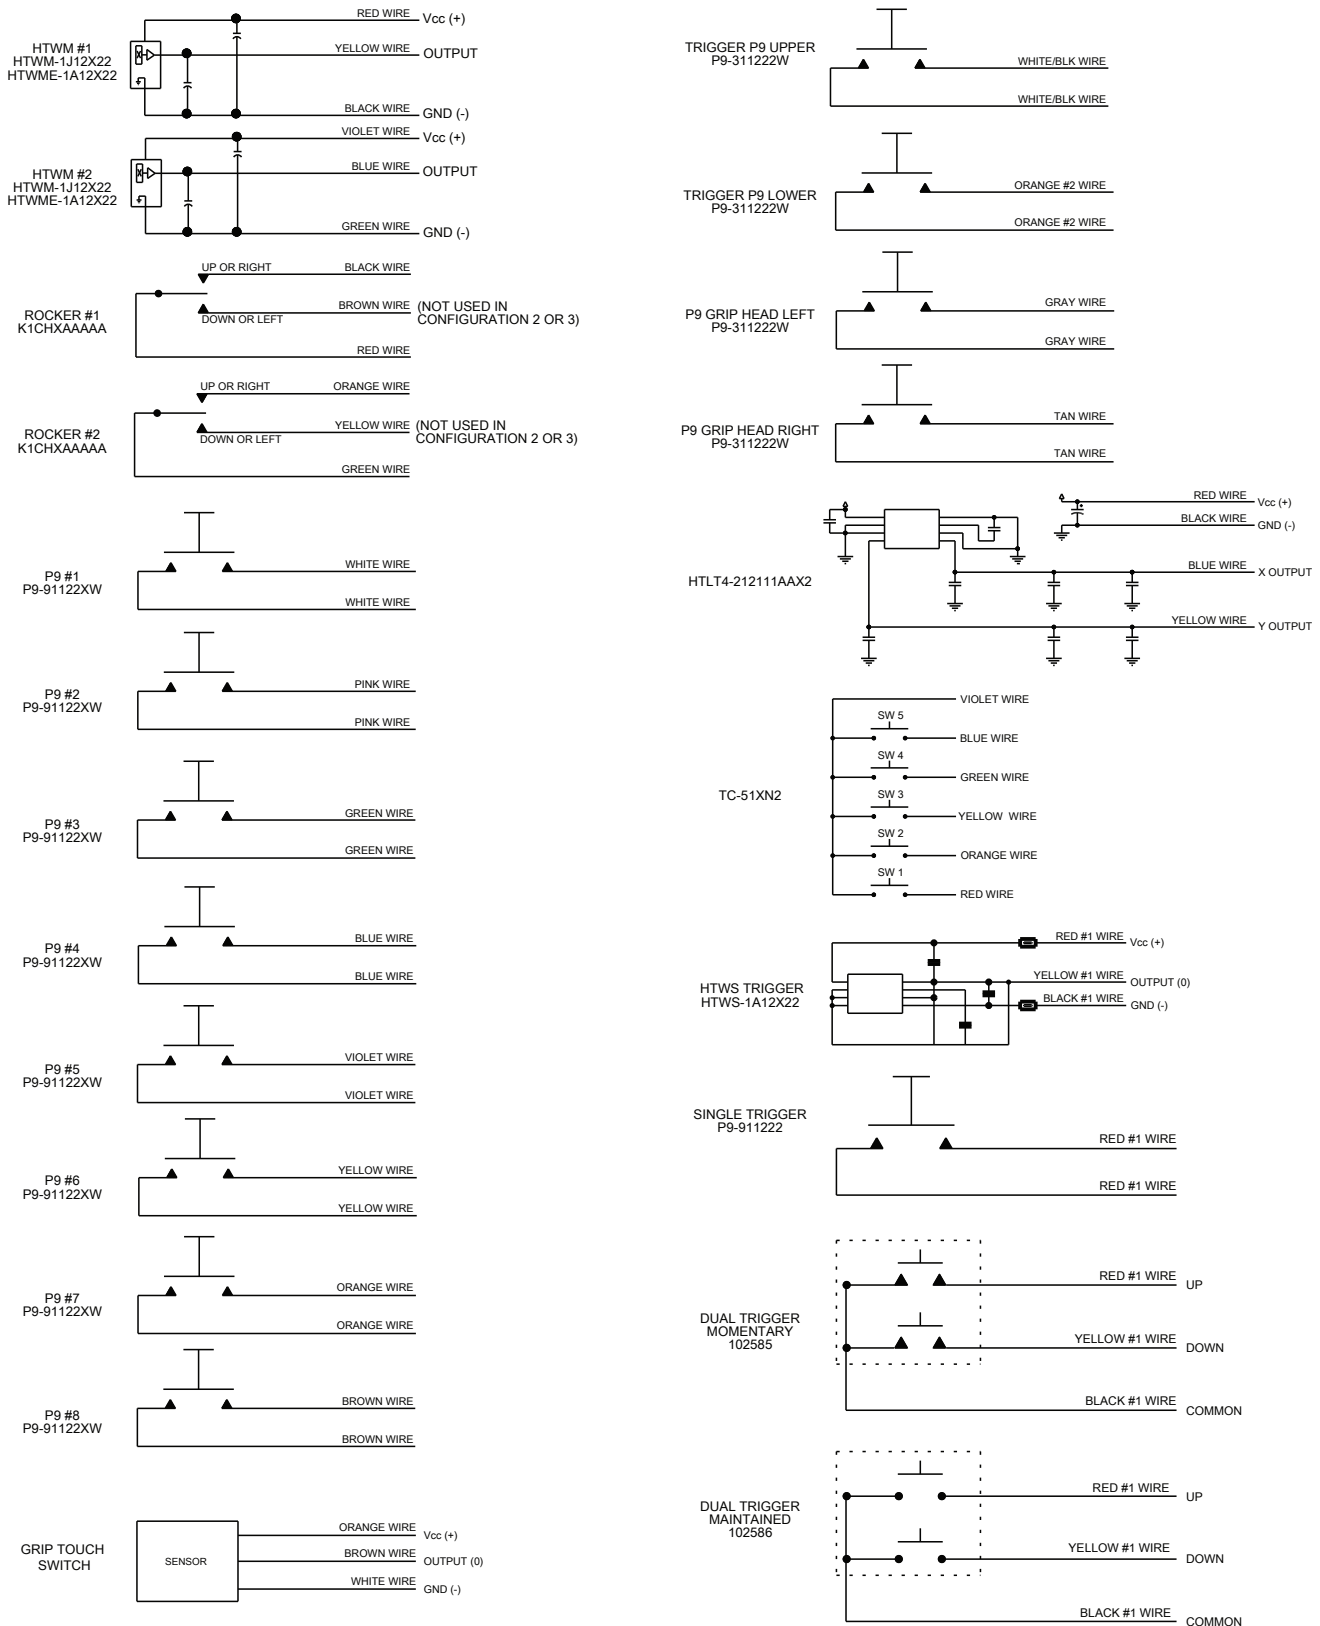 RED WIRE Vcc (+)
HTWM #1
HTWM-1J12X22
HTWME-1A12X22
YELLOW WIRE OUTPUT
BLACK WIRE GND (-)
VIOLET WIRE Vcc (+)
HTWM #2
HTWM-1J12X22
HTWME-1A12X22
BLUE WIRE OUTPUT
GREEN WIRE GND (-)
UP OR RIGHT BLACK WIRE
ROCKER #1
K1CHXAAAAA
BROWN WIRE (NOT USED IN
CONFIGURATION 2 OR 3)
DOWN OR LEFT
RED WIRE
UP OR RIGHT ORANGE WIRE
ROCKER #2
K1CHXAAAAA
YELLOW WIRE (NOT USED IN
CONFIGURATION 2 OR 3)
DOWN OR LEFT
GREEN WIRE
P9 #1
P9-91122XW
WHITE WIRE
WHITE WIRE
P9 #2
P9-91122XW
PINK WIRE
PINK WIRE
P9 #3
P9-91122XW
GREEN WIRE
GREEN WIRE
P9 #4
P9-91122XW
BLUE WIRE
BLUE WIRE
P9 #5
P9-91122XW
VIOLET WIRE
VIOLET WIRE
P9 #6
P9-91122XW
YELLOW WIRE
YELLOW WIRE
P9 #7
P9-91122XW
ORANGE WIRE
ORANGE WIRE
P9 #8
P9-91122XW
BROWN WIRE
BROWN WIRE
GRIP TOUCH
SWITCH
SENSOR
ORANGE WIRE Vcc (+)
BROWN WIRE OUTPUT (0)
WHITE WIRE GND (-)
TRIGGER P9 UPPER
P9-311222W
WHITE/BLK WIRE
WHITE/BLK WIRE
TRIGGER P9 LOWER
P9-311222W
ORANGE #2 WIRE
ORANGE #2 WIRE
P9 GRIP HEAD LEFT
P9-311222W
GRAY WIRE
GRAY WIRE
P9 GRIP HEAD RIGHT
P9-311222W
TAN WIRE
TAN WIRE
HTLT4-212111AAX2
RED WIRE Vcc (+)
BLACK WIRE GND (-)
BLUE WIRE X OUTPUT
YELLOW WIRE Y OUTPUT
TC-51XN2
VIOLET WIRE
SW 5
BLUE WIRE
SW 4
GREEN WIRE
SW 3
YELLOW WIRE
SW 2
ORANGE WIRE
SW 1
RED WIRE
HTWS TRIGGER
HTWS-1A12X22
RED #1 WIRE Vcc (+)
YELLOW #1 WIRE OUTPUT (0)
BLACK #1 WIRE GND (-)
SINGLE TRIGGER
P9-911222
RED #1 WIRE
RED #1 WIRE
DUAL TRIGGER
MOMENTARY
102585
RED #1 WIRE UP
YELLOW #1 WIRE DOWN
BLACK #1 WIRE COMMON
DUAL TRIGGER
MAINTAINED
102586
RED #1 WIRE UP
YELLOW #1 WIRE DOWN
BLACK #1 WIRE COMMON